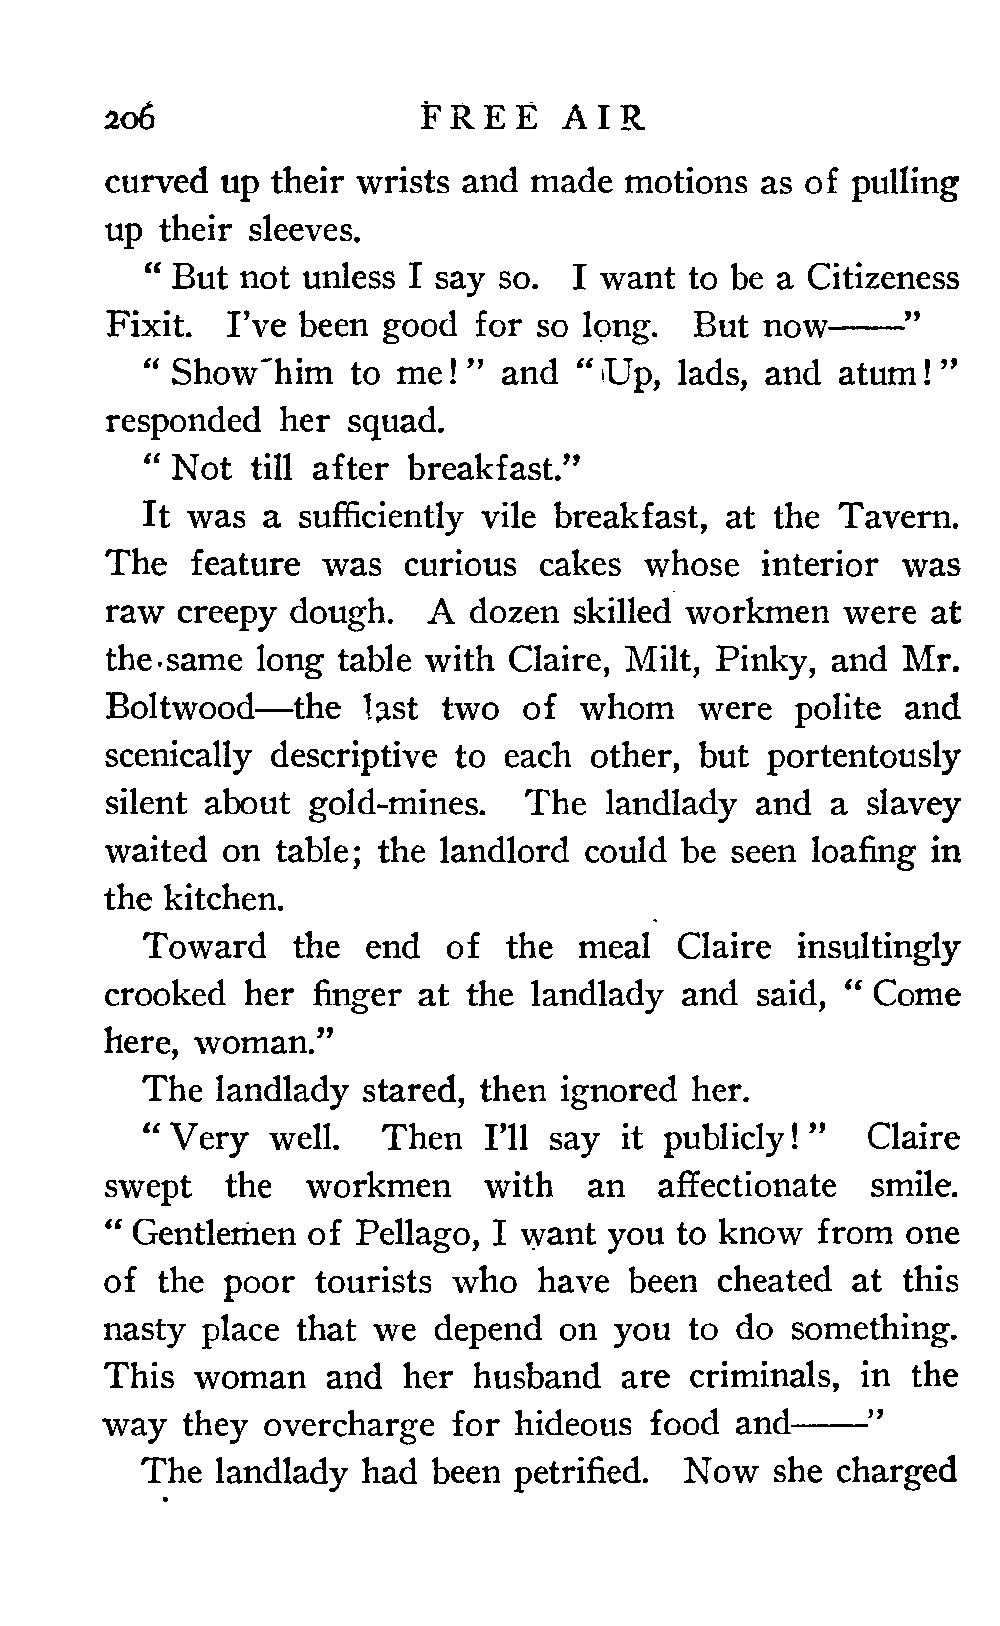 206 FREE AIR
curved up their wrists and made motions as of pulling
up their sleeves.
“ But not unless I say so. I want to be a Citizeness
Fixit. I’ve been good for so long. But now——”
“ Show him to me! ” and “ Up, lads, and atum! ”
responded her squad.
“ Not till after breakfast.”
It was a sufficiently vile breakfast, at the Tavern.
The feature was curious cakes whose interior was
raw creepy dough. A dozen skilled workmen were at
the same long table with Claire, Milt, Pinky, and Mr.
Boltwood—the last two of whom were polite and
scenically descriptive to each other, but portentously
silent about gold-mines. The landlady and a slavey
waited on table; the landlord could be seen loafing in
the kitchen.
Toward the end of the meal Claire insultingly
crooked her finger at the landlady and said, “ Come
here, woman.”
The landlady stared, then ignored her.
“ Very well. Then I’ll say it publicly! ” Claire
swept the workmen with an affectionate smile.
“ Gentlemen of Pellago, I want you to know from one
of the poor tourists who have been cheated at this
nasty place that we depend on you to do something.
This woman and her husband are criminals, in the
way they overcharge for hideous food and——”
The landlady had been petrified. Now she charged